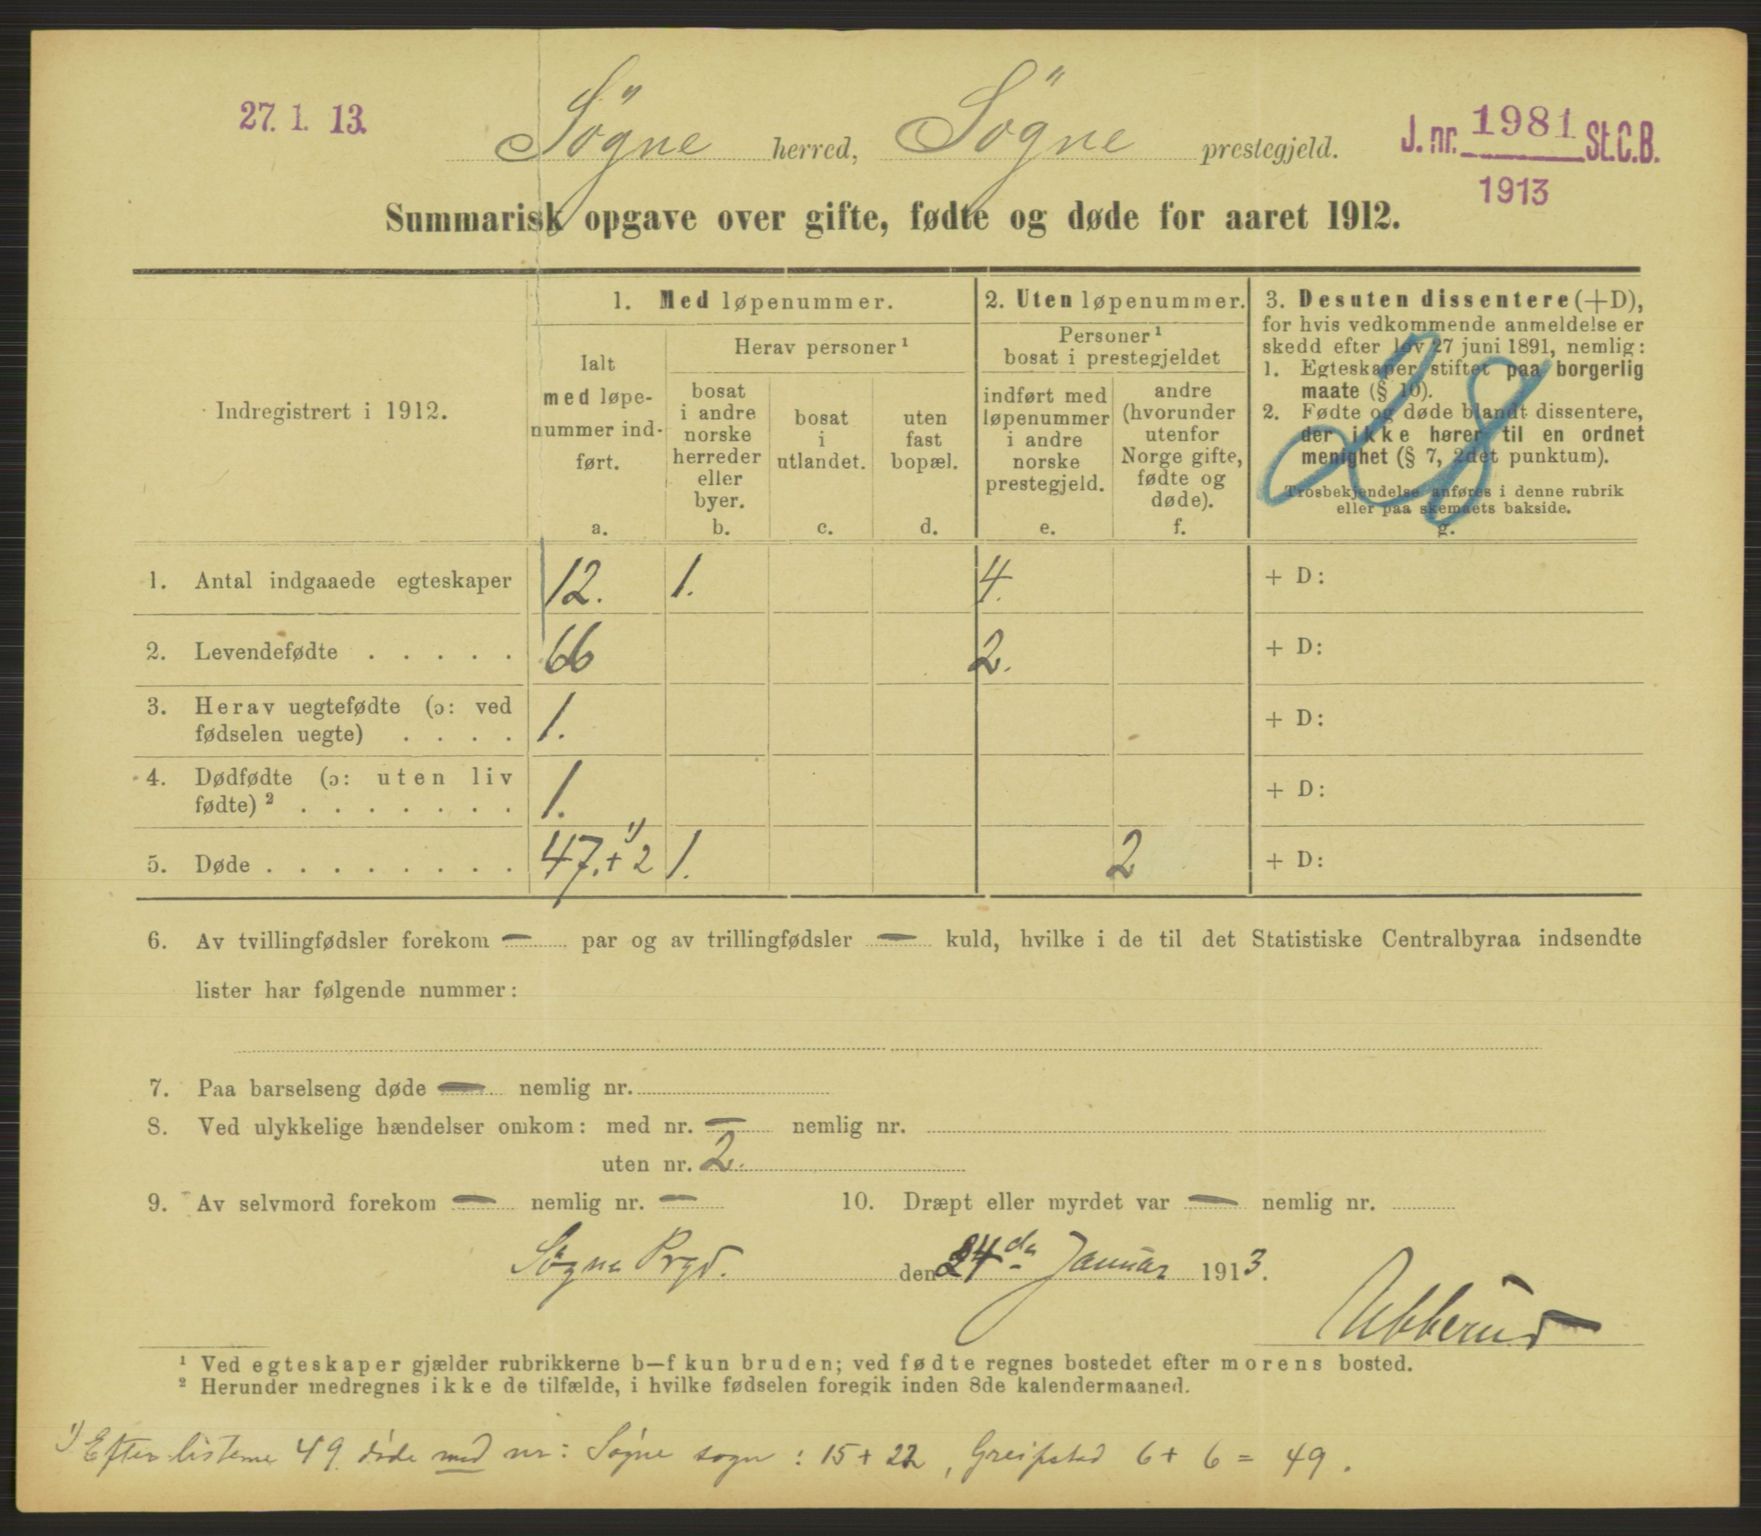 27. 1. 13.
Søgne herred, Søgne prestegjeld.
J. nr. 1981 St.C.B.
1913
Summarisk opgave over gifte, fødte og døde for aaret 1912.
Indregistrert i 1912.
1. Med løpenummer.
Ialt
med løpe-
nummer ind-
ført.
a.
Herav personer ¹
bosat
i andre
norske
herreder
eller
byer.
b.
bosat
i
utlandet.
c.
uten
fast
bopæl.
d.
2. Uten løpenummer.
Personer ¹
bosat i prestegjeldet
indført med
løpenummer
i andre
norske
prestegjeld.
e.
andre
(hvorunder
utenfor
Norge gifte,
fødte og
døde).
f.
3. Desuten dissentere (+D),
for hvis vedkommende anmeldelse er
skedd efter lov 27 juni 1891, nemlig:
1. Egteskaper stiftet paa borgerlig
maate (§ 10).
2. Fødte og døde blandt dissentere,
der ikke hører til en ordnet
menighet (§ 7, 2det punktum).
Trosbekjendelse anføres i denne rubrik
eller paa skemaets bakside.
g.
1. Antal indgaaede egteskaper 12. 1. 4. + D:
2. Levendefødte . . . . . 66 2. + D:
3. Herav uegtefødte (ɔ: ved
fødselen uegte) . . . . 1. + D:
4. Dødfødte (ɔ: uten liv
fødte) ² . . . . . . . 1. + D:
5. Døde . . . . . . . . 47. + 2 ¹) 1. 2 + D:
6. Av tvillingfødsler forekom — par og av trillingfødsler — kuld, hvilke i de til det Statistiske Centralbyraa indsendte
lister har følgende nummer:
7. Paa barselseng døde — nemlig nr.
8. Ved ulykkelige hændelser omkom: med nr. — nemlig nr.
uten nr. 2.
9. Av selvmord forekom — nemlig nr. — 10. Dræpt eller myrdet var — nemlig nr.
Søgne Prgd. den 24de Januar 1913.
Ubberud
¹ Ved egteskaper gjælder rubrikkerne b—f kun bruden; ved fødte regnes bostedet efter morens bosted.
² Herunder medregnes ikke de tilfælde, i hvilke fødselen foregik inden 8de kalendermaaned.
¹) Efter listerne 49 døde med nr: Søgne sogn: 15 + 22, Greipstad 6 + 6 = 49.